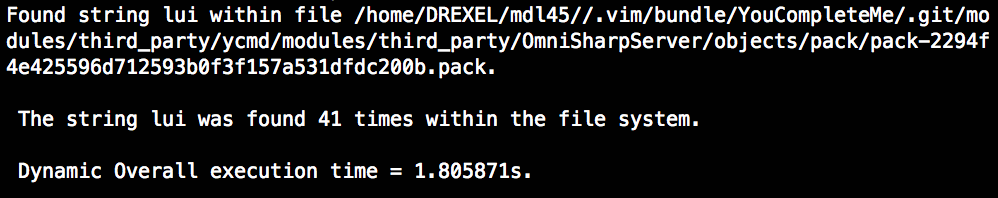 Found string lui within file /home/DREXEL/mdl45//.vim/bundle/YouCompleteMe/.git/mo
dules/third_party/ycmd/modules/third_party/OmniSharpServer/objects/pack/pack-2294f
4e425596d712593b0f3f157a531dfdc200b.pack.
The string lui was found 41 times within the file system.
Dynamic Overall execution time = 1.805871s.